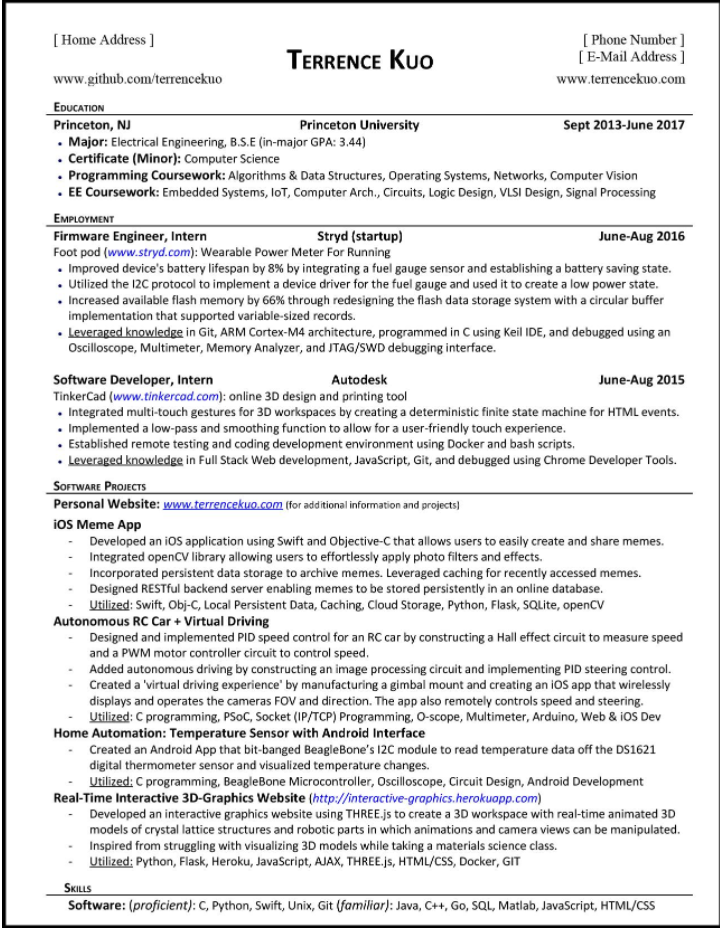 [ Home Address ]
[ Phone Number ]
[ E-Mail Address ]
Terrence Kuo
www.github.com/terrencekuo
www.terrencekuo.com
Education
Princeton, NJ Princeton University Sept 2013-June 2017
• Major: Electrical Engineering, B.S.E (in-major GPA: 3.44)
• Certificate (Minor): Computer Science
• Programming Coursework: Algorithms & Data Structures, Operating Systems, Networks, Computer Vision
• EE Coursework: Embedded Systems, IoT, Computer Arch., Circuits, Logic Design, VLSI Design, Signal Processing
Employment
Firmware Engineer, Intern Stryd (startup) June-Aug 2016
Foot pod (www.stryd.com): Wearable Power Meter For Running
• Improved device's battery lifespan by 8% by integrating a fuel gauge sensor and establishing a battery saving state.
• Utilized the I2C protocol to implement a device driver for the fuel gauge and used it to create a low power state.
• Increased available flash memory by 66% through redesigning the flash data storage system with a circular buffer
implementation that supported variable-sized records.
• Leveraged knowledge in Git, ARM Cortex-M4 architecture, programmed in C using Keil IDE, and debugged using an
Oscilloscope, Multimeter, Memory Analyzer, and JTAG/SWD debugging interface.
Software Developer, Intern Autodesk June-Aug 2015
TinkerCad (www.tinkercad.com): online 3D design and printing tool
• Integrated multi-touch gestures for 3D workspaces by creating a deterministic finite state machine for HTML events.
• Implemented a low-pass and smoothing function to allow for a user-friendly touch experience.
• Established remote testing and coding development environment using Docker and bash scripts.
• Leveraged knowledge in Full Stack Web development, JavaScript, Git, and debugged using Chrome Developer Tools.
Software Projects
Personal Website: www.terrencekuo.com (for additional information and projects)
iOS Meme App
- Developed an iOS application using Swift and Objective-C that allows users to easily create and share memes.
- Integrated openCV library allowing users to effortlessly apply photo filters and effects.
- Incorporated persistent data storage to archive memes. Leveraged caching for recently accessed memes.
- Designed RESTful backend server enabling memes to be stored persistently in an online database.
- Utilized: Swift, Obj-C, Local Persistent Data, Caching, Cloud Storage, Python, Flask, SQLite, openCV
Autonomous RC Car + Virtual Driving
- Designed and implemented PID speed control for an RC car by constructing a Hall effect circuit to measure speed
and a PWM motor controller circuit to control speed.
- Added autonomous driving by constructing an image processing circuit and implementing PID steering control.
- Created a 'virtual driving experience' by manufacturing a gimbal mount and creating an iOS app that wirelessly
displays and operates the cameras FOV and direction. The app also remotely controls speed and steering.
- Utilized: C programming, PSoC, Socket (IP/TCP) Programming, O-scope, Multimeter, Arduino, Web & iOS Dev
Home Automation: Temperature Sensor with Android Interface
- Created an Android App that bit-banged BeagleBone's I2C module to read temperature data off the DS1621
digital thermometer sensor and visualized temperature changes.
- Utilized: C programming, BeagleBone Microcontroller, Oscilloscope, Circuit Design, Android Development
Real-Time Interactive 3D-Graphics Website (http://interactive-graphics.herokuapp.com)
- Developed an interactive graphics website using THREE.js to create a 3D workspace with real-time animated 3D
models of crystal lattice structures and robotic parts in which animations and camera views can be manipulated.
- Inspired from struggling with visualizing 3D models while taking a materials science class.
- Utilized: Python, Flask, Heroku, JavaScript, AJAX, THREE.js, HTML/CSS, Docker, GIT
Skills
Software: (proficient): C, Python, Swift, Unix, Git (familiar): Java, C++, Go, SQL, Matlab, JavaScript, HTML/CSS